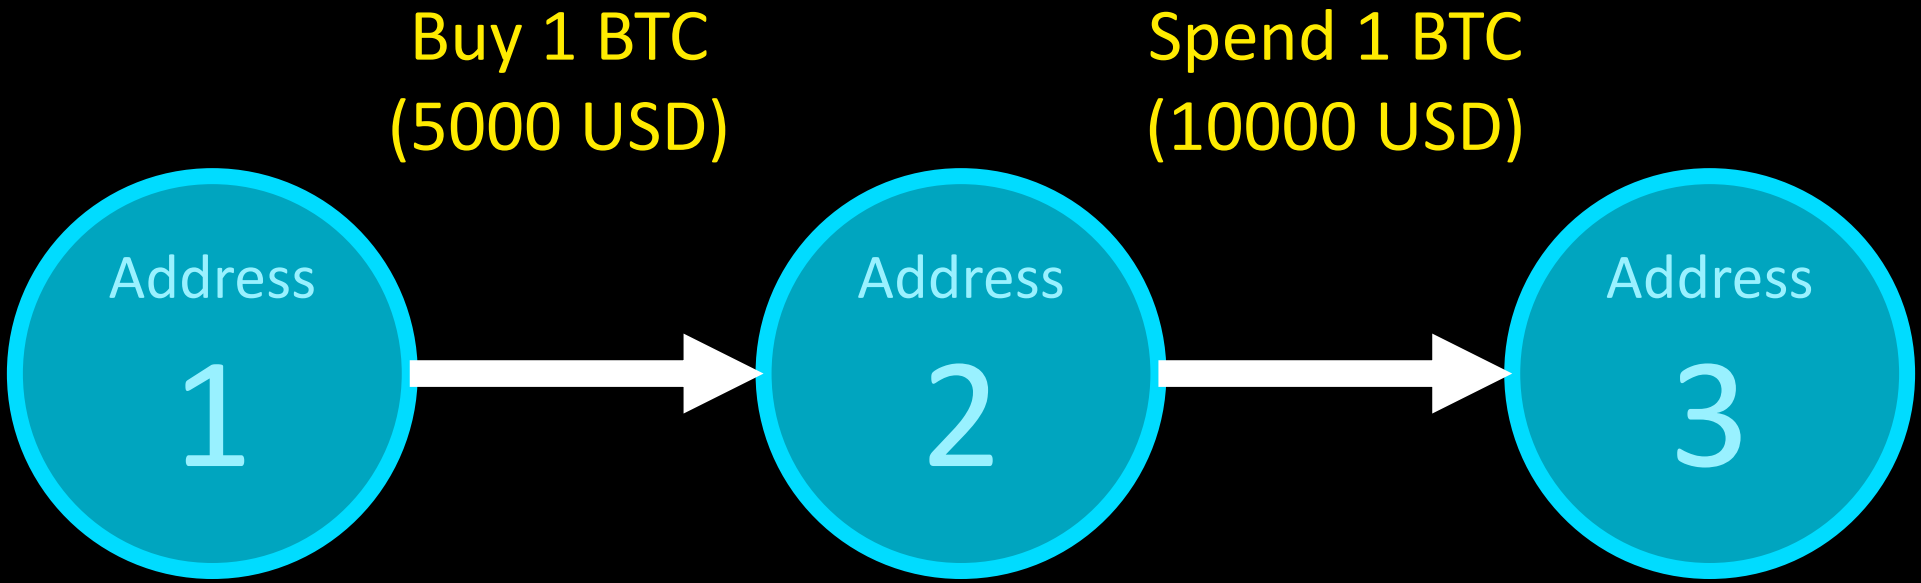 Buy 1 BTC
(5000 USD)
Spend 1 BTC
(10000 USD)
Address
1
Address
2
Address
3